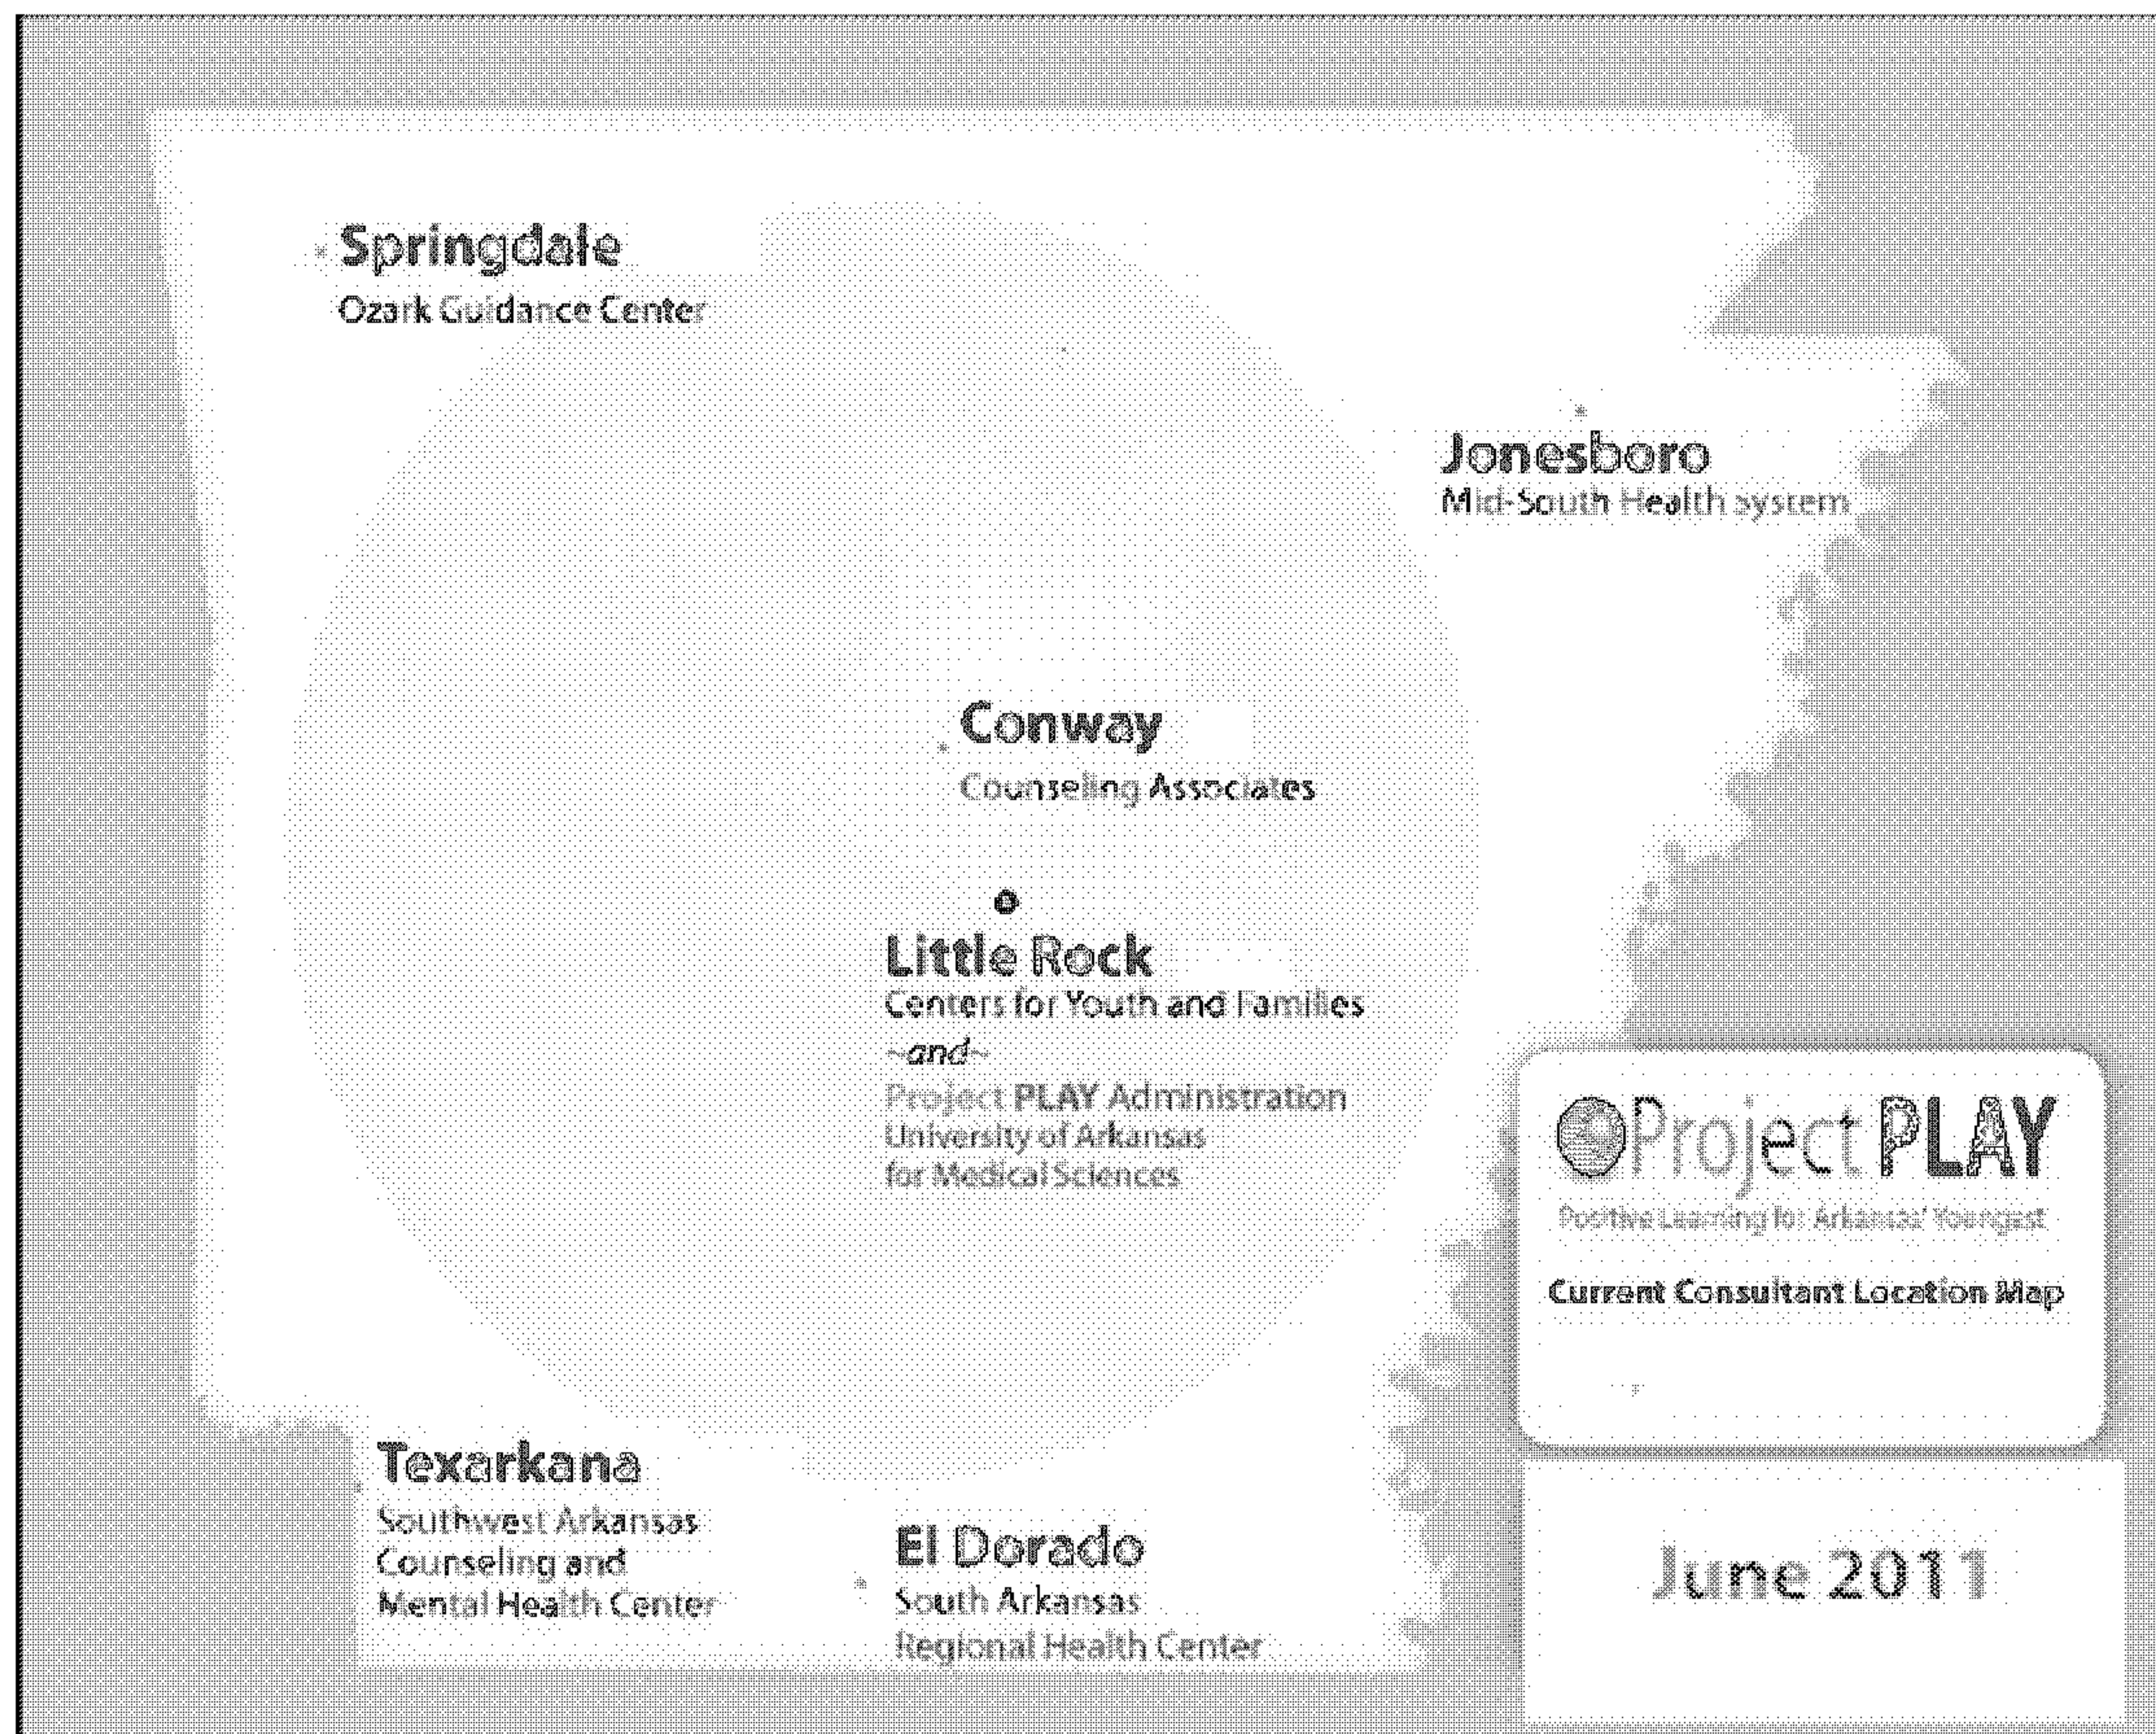 Springdale
Ozark Guidance Center
Jonesboro
Mid-South Health System
Conway
Counseling Associates
Little Rock
Centers for Youth and Families
~and~
Project PLAY Administration
University of Arkansas
for Medical Sciences
Project PLAY
Positive Learning for Arkansas' Youngest
Current Consultant Location Map
Texarkana
Southwest Arkansas
Counseling and
Mental Health Center
El Dorado
South Arkansas
Regional Health Center
June 2011